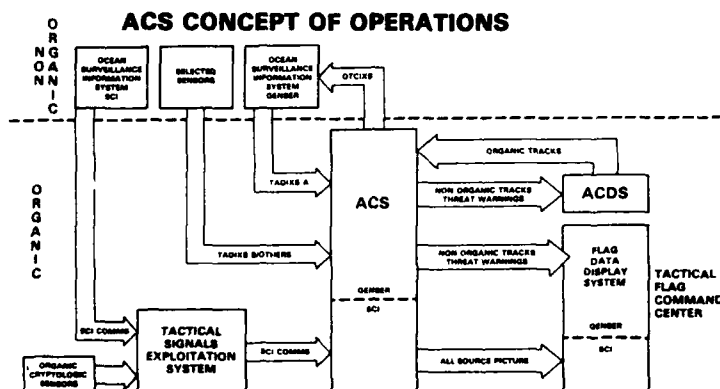 ACS CONCEPT OF OPERATIONS
NON
ORGANIC
OCEAN
SURVEILLANCE
INFORMATION
SYSTEM
SCI
SELECTED
SENSORS
OCEAN
SURVEILLANCE
INFORMATION
SYSTEM
GENSER
OTCIXS
ORGANIC
ORGANIC TRACKS
TADIXS A
ACS
NON ORGANIC TRACKS
THREAT WARNINGS
ACDS
TADIXS B/OTHERS
NON ORGANIC TRACKS
THREAT WARNINGS
FLAG
DATA
DISPLAY
SYSTEM
TACTICAL
FLAG
COMMAND
CENTER
GENSER
SCI
GENSER
SCI
SCI COMMS
TACTICAL
SIGNALS
EXPLOITATION
SYSTEM
SCI COMMS
ALL SOURCE PICTURE
ORGANIC
CRYPTOLOGIC
SENSORS